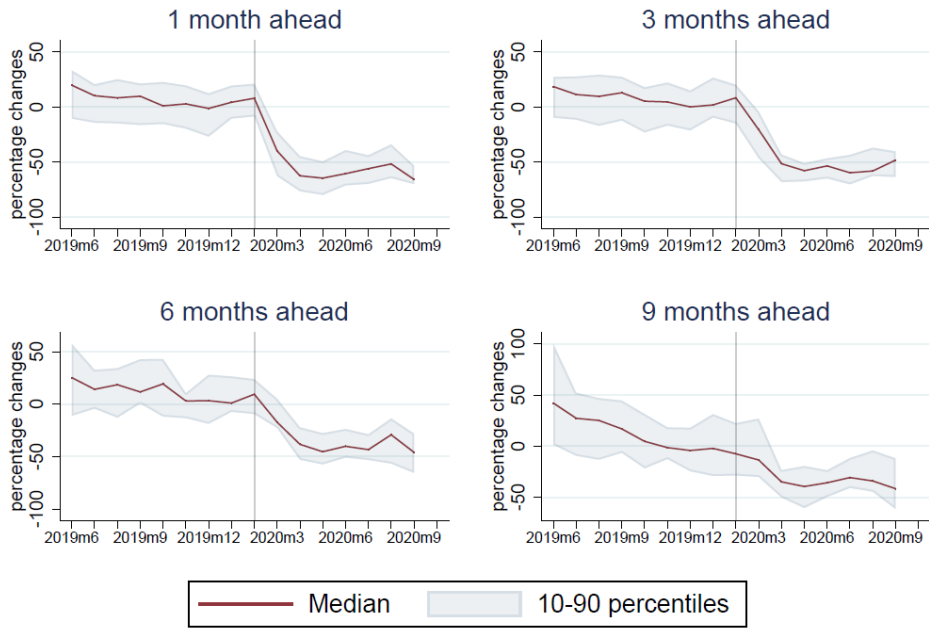 1 month ahead
percentage changes
50
0
-50
-100
2019m6 2019m9 2019m12 2020m3 2020m6 2020m9
3 months ahead
percentage changes
50
0
-50
-100
2019m6 2019m9 2019m12 2020m3 2020m6 2020m9
6 months ahead
percentage changes
50
0
-50
-100
2019m6 2019m9 2019m12 2020m3 2020m6 2020m9
9 months ahead
percentage changes
100
50
0
-50
2019m6 2019m9 2019m12 2020m3 2020m6 2020m9
Median 10-90 percentiles